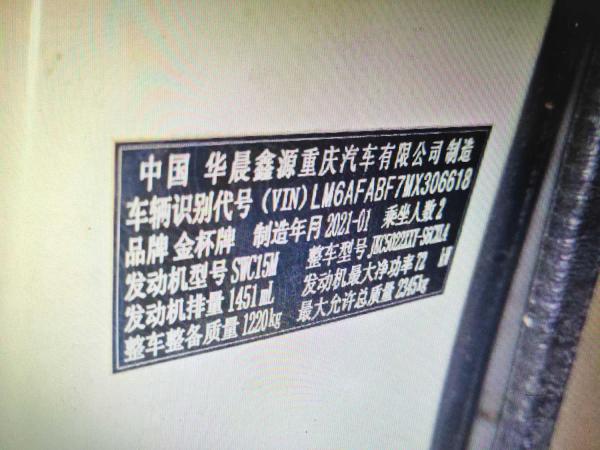 中国 华晨鑫源重庆汽车有限公司 制造
车辆识别代号(VIN)LM6AFABF7MX306618
品牌 金杯牌 制造年月 2021-01 乘坐人数 2
发动机型号 SWC15M 整车型号
发动机排量 1451mL 发动机最大净功率 72 kW
整车整备质量 1220kg 最大允许总质量 2345kg